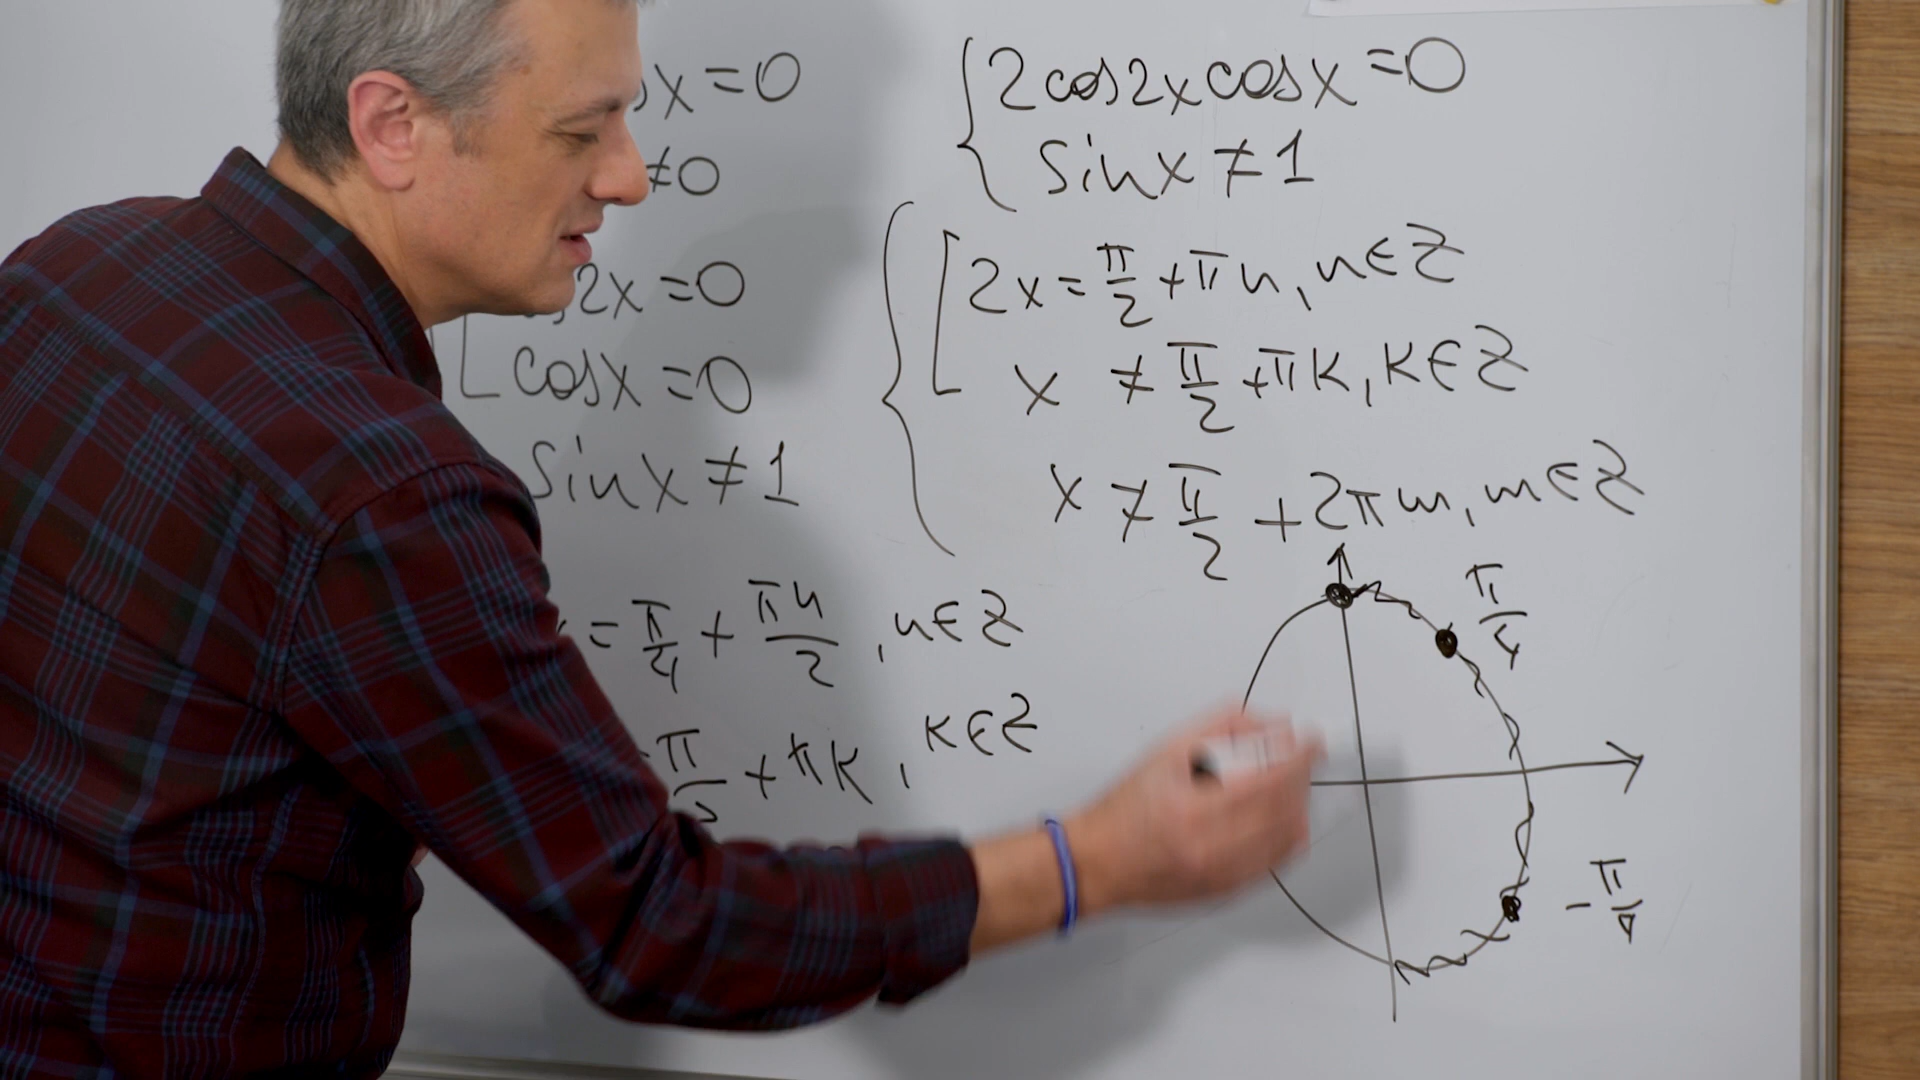 x = 0
≠ 0
2x = 0
cosx = 0
sinx ≠ 1
= π/4 + πn/2, n∈Z
π/2 + πk, k∈Z
2cos2xcosx = 0
sinx ≠ 1
2x = π/2 + πn, n∈Z
x ≠ π/2 + πk, k∈Z
x ≠ π/2 + 2πm, m∈Z
π/4
-π/4